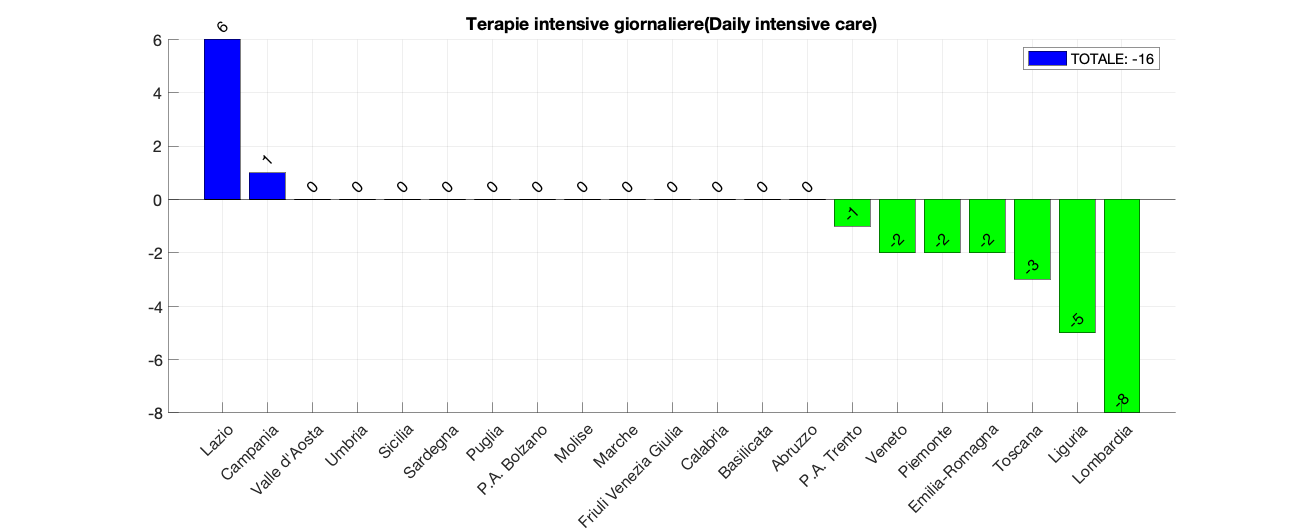 Terapie intensive giornaliere(Daily intensive care)
TOTALE: -16
6
4
2
0
-2
-4
-6
-8
6
1
0
0
0
0
0
0
0
0
0
0
0
0
-1
-2
-2
-2
-3
-5
-8
Lazio
Campania
Valle d'Aosta
Umbria
Sicilia
Sardegna
Puglia
P.A. Bolzano
Molise
Marche
Friuli Venezia Giulia
Calabria
Basilicata
Abruzzo
P.A. Trento
Veneto
Piemonte
Emilia-Romagna
Toscana
Liguria
Lombardia